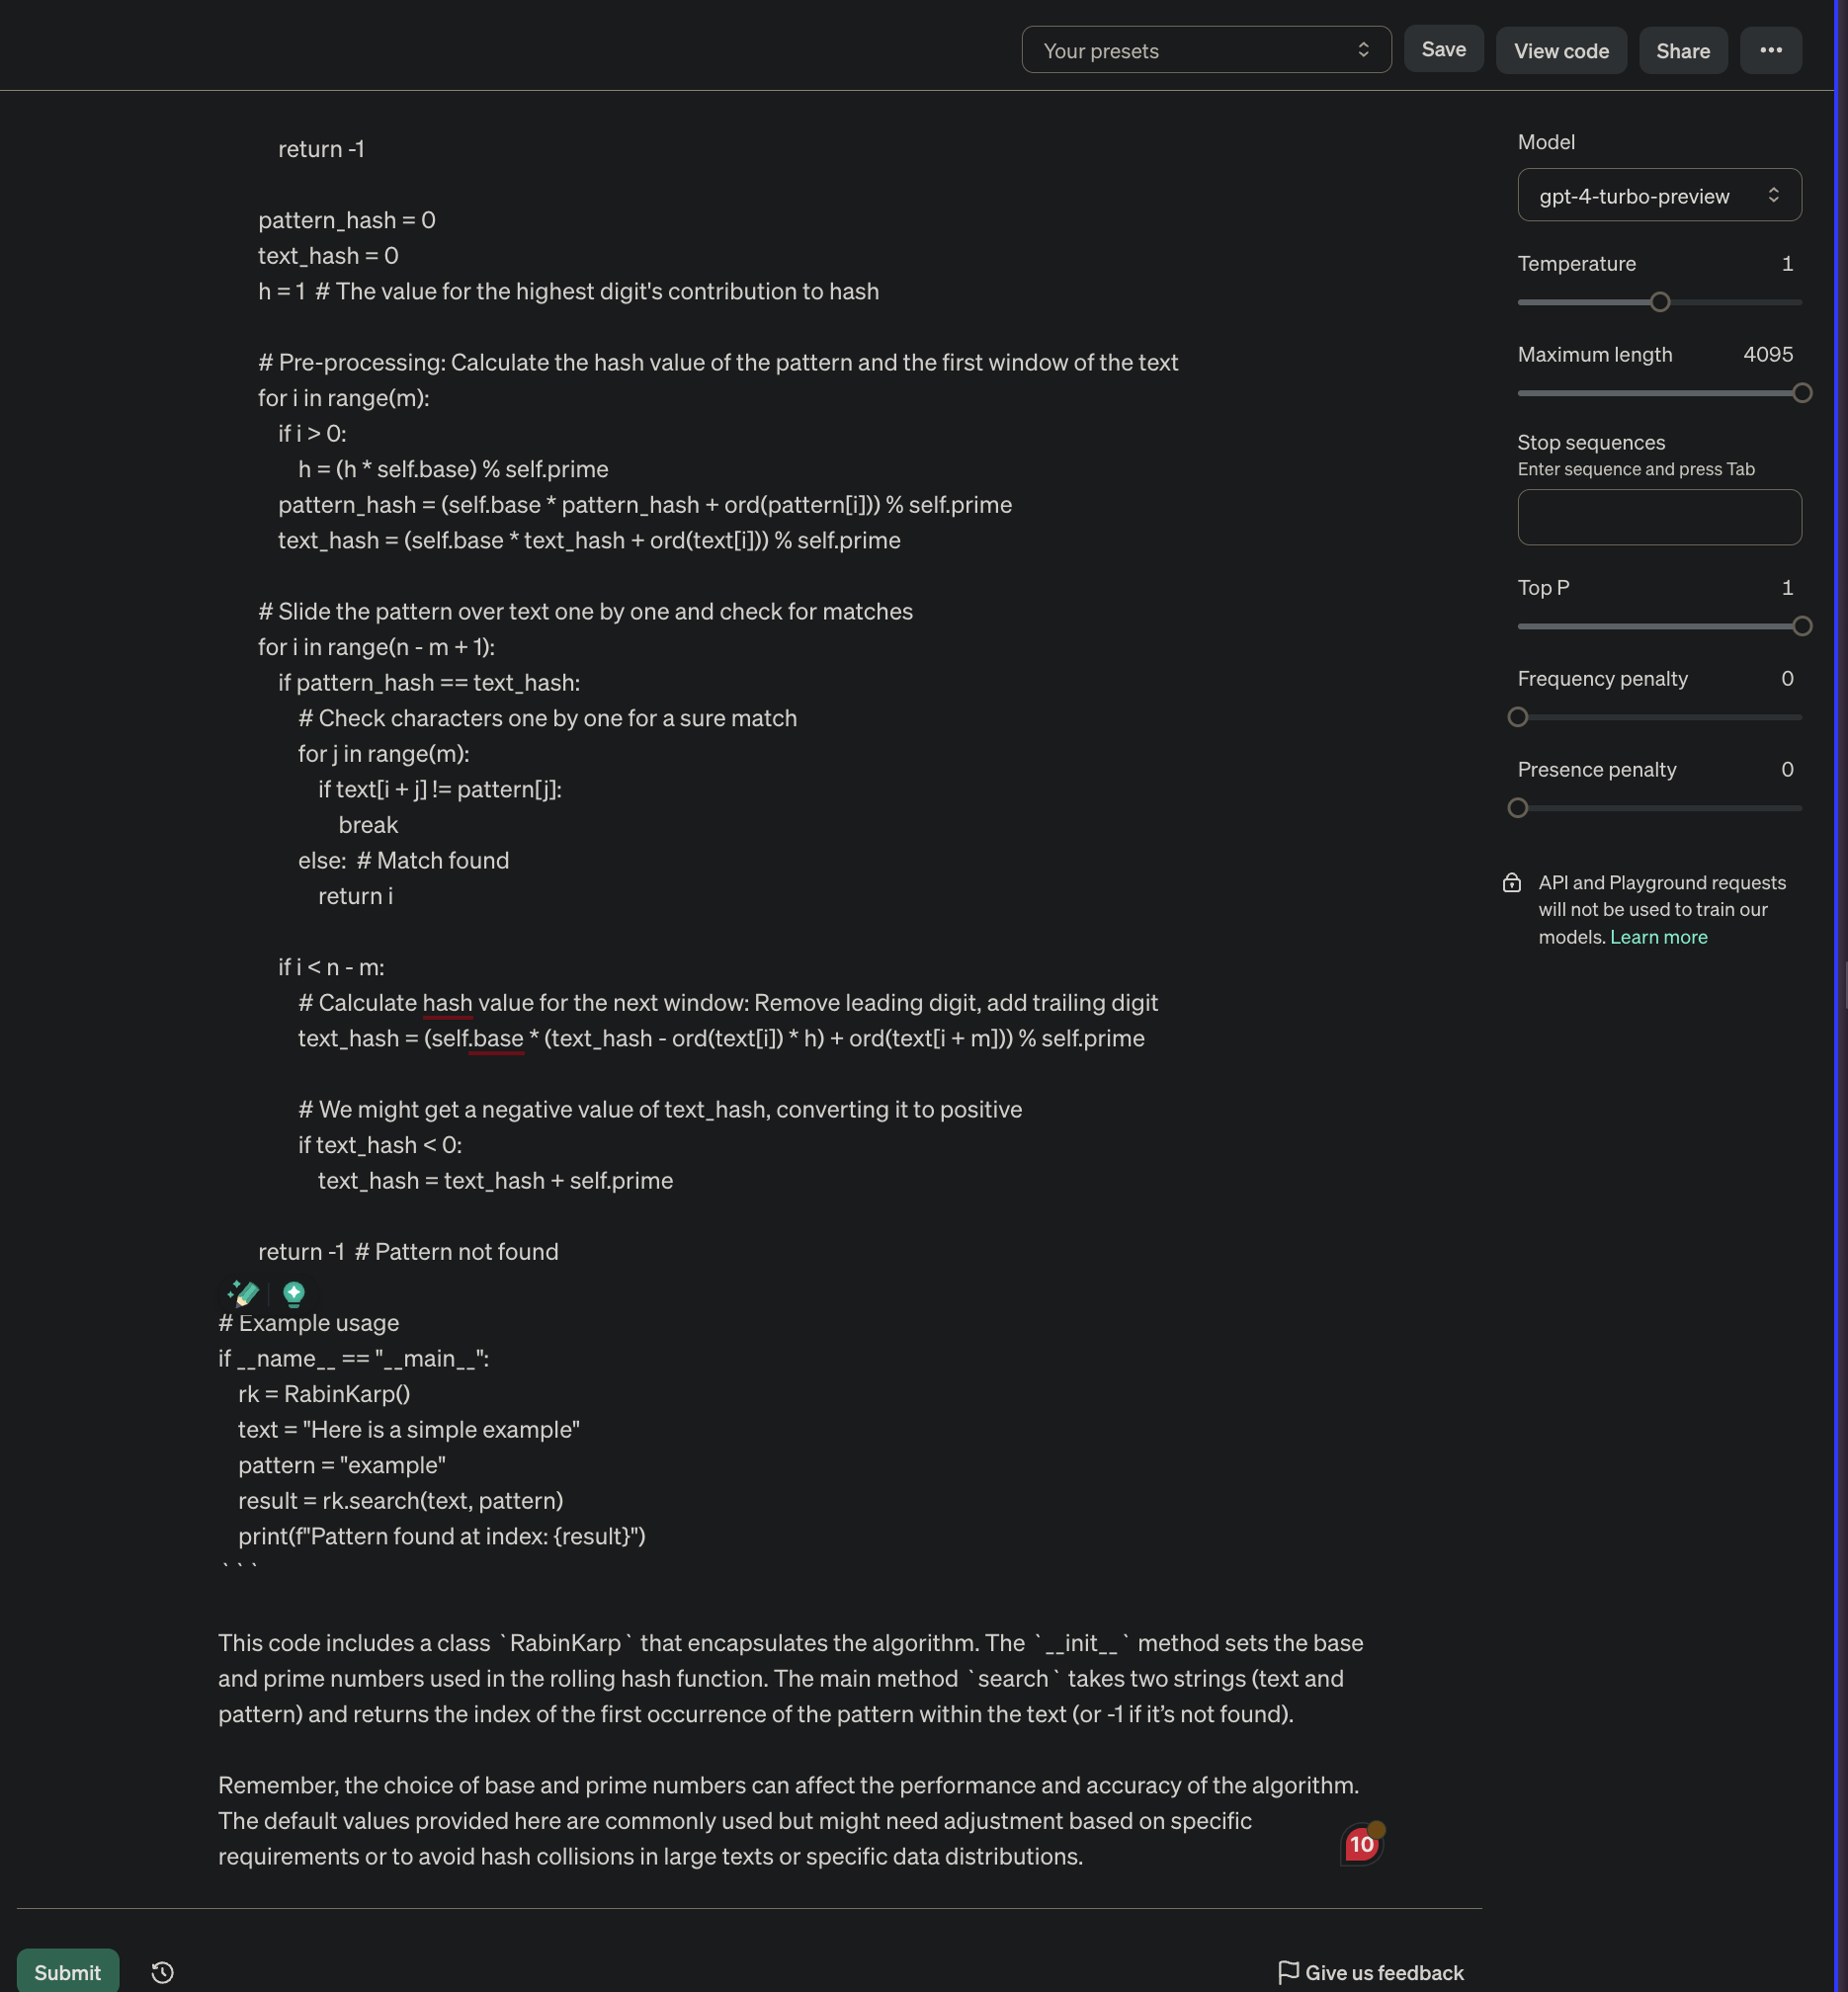 Your presets
Save
View code
Share
return -1
pattern_hash = 0
text_hash = 0
h = 1  # The value for the highest digit's contribution to hash
# Pre-processing: Calculate the hash value of the pattern and the first window of the text
for i in range(m):
if i > 0:
h = (h * self.base) % self.prime
pattern_hash = (self.base * pattern_hash + ord(pattern[i])) % self.prime
text_hash = (self.base * text_hash + ord(text[i])) % self.prime
# Slide the pattern over text one by one and check for matches
for i in range(n - m + 1):
if pattern_hash == text_hash:
# Check characters one by one for a sure match
for j in range(m):
if text[i + j] != pattern[j]:
break
else:  # Match found
return i
if i < n - m:
# Calculate hash value for the next window: Remove leading digit, add trailing digit
text_hash = (self.base * (text_hash - ord(text[i]) * h) + ord(text[i + m])) % self.prime
# We might get a negative value of text_hash, converting it to positive
if text_hash < 0:
text_hash = text_hash + self.prime
return -1  # Pattern not found
# Example usage
if __name__ == "__main__":
rk = RabinKarp()
text = "Here is a simple example"
pattern = "example"
result = rk.search(text, pattern)
print(f"Pattern found at index: {result}")
```
This code includes a class `RabinKarp` that encapsulates the algorithm. The `__init__` method sets the base
and prime numbers used in the rolling hash function. The main method `search` takes two strings (text and
pattern) and returns the index of the first occurrence of the pattern within the text (or -1 if it’s not found).
Remember, the choice of base and prime numbers can affect the performance and accuracy of the algorithm.
The default values provided here are commonly used but might need adjustment based on specific
requirements or to avoid hash collisions in large texts or specific data distributions.
10
Submit
Give us feedback
Model
gpt-4-turbo-preview
Temperature 1
Maximum length 4095
Stop sequences
Enter sequence and press Tab
Top P 1
Frequency penalty 0
Presence penalty 0
API and Playground requests
will not be used to train our
models. Learn more